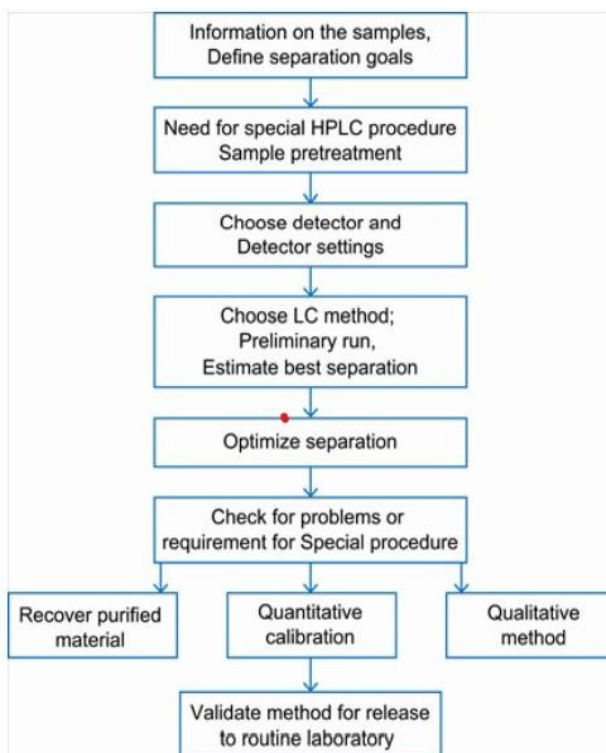 Information on the samples,
Define separation goals
Need for special HPLC procedure
Sample pretreatment
Choose detector and
Detector settings
Choose LC method;
Preliminary run,
Estimate best separation
Optimize separation
Check for problems or
requirement for Special procedure
Recover purified
material
Quantitative
calibration
Qualitative
method
Validate method for release
to routine laboratory